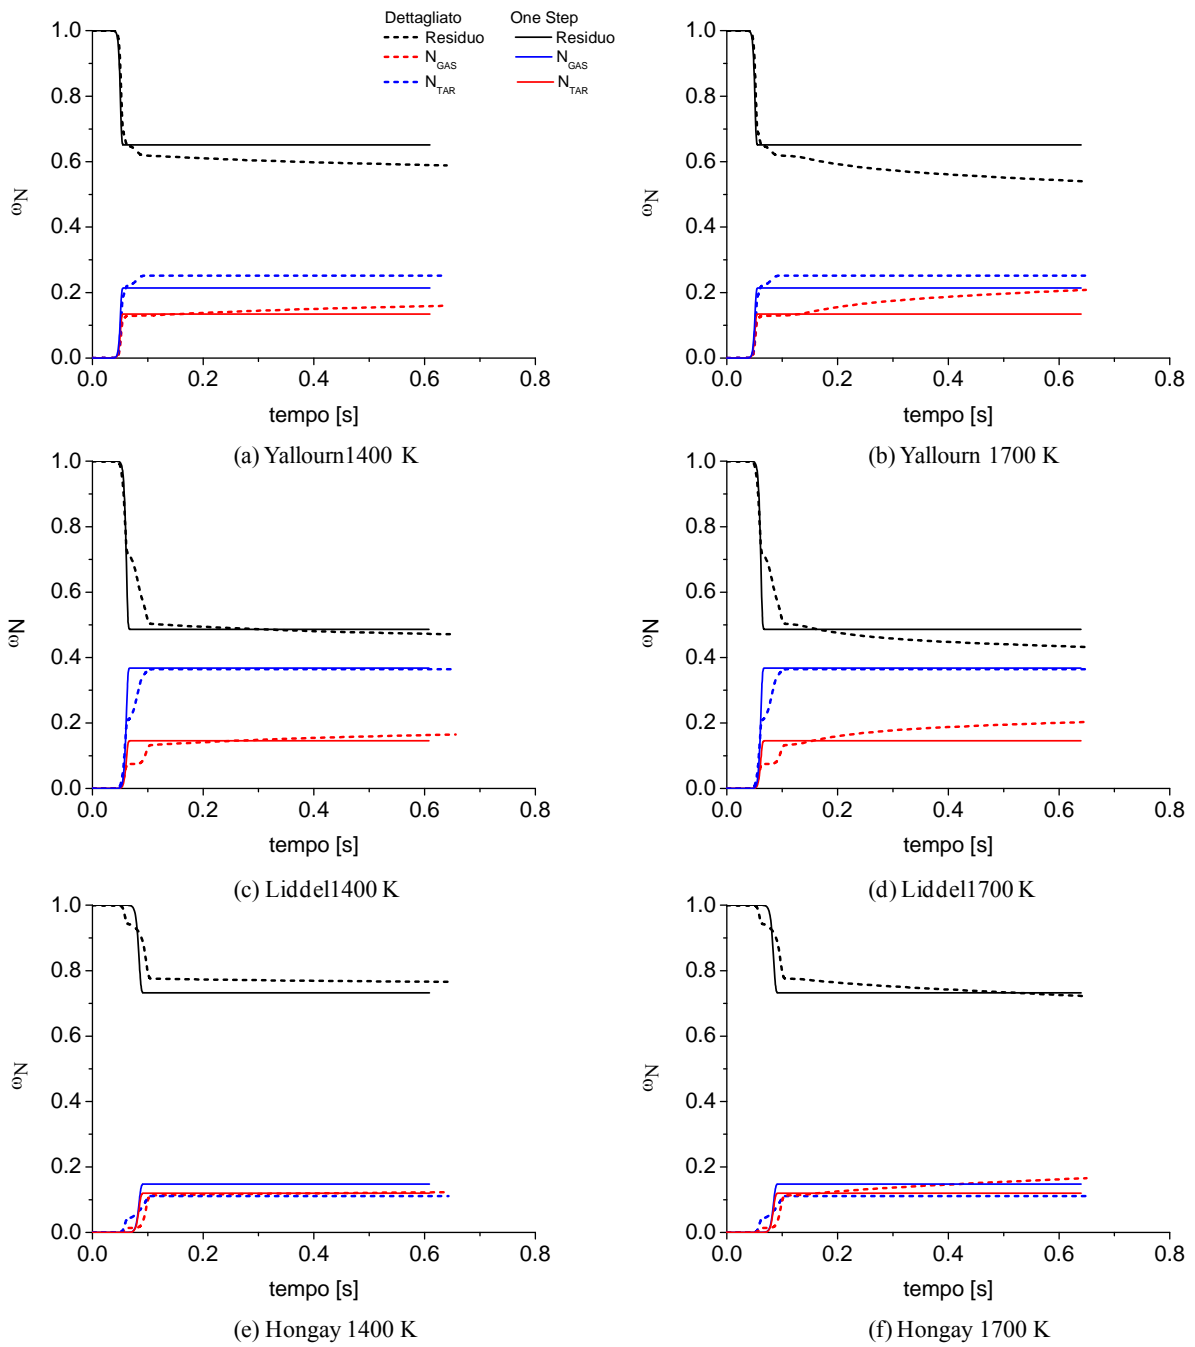 Dettagliato One Step
Residuo Residuo
N_GAS N_GAS
N_TAR N_TAR
1.0
0.8
0.6
0.4
0.2
0.0
ωN
0.0 0.2 0.4 0.6 0.8
tempo [s]
(a) Yallourn1400 K
1.0
0.8
0.6
0.4
0.2
0.0
ωN
0.0 0.2 0.4 0.6 0.8
tempo [s]
(b) Yallourn 1700 K
1.0
0.8
0.6
0.4
0.2
0.0
ωN
0.0 0.2 0.4 0.6 0.8
tempo [s]
(c) Liddel1400 K
1.0
0.8
0.6
0.4
0.2
0.0
ωN
0.0 0.2 0.4 0.6 0.8
tempo [s]
(d) Liddel1700 K
1.0
0.8
0.6
0.4
0.2
0.0
ωN
0.0 0.2 0.4 0.6 0.8
tempo [s]
(e) Hongay 1400 K
1.0
0.8
0.6
0.4
0.2
0.0
ωN
0.0 0.2 0.4 0.6 0.8
tempo [s]
(f) Hongay 1700 K